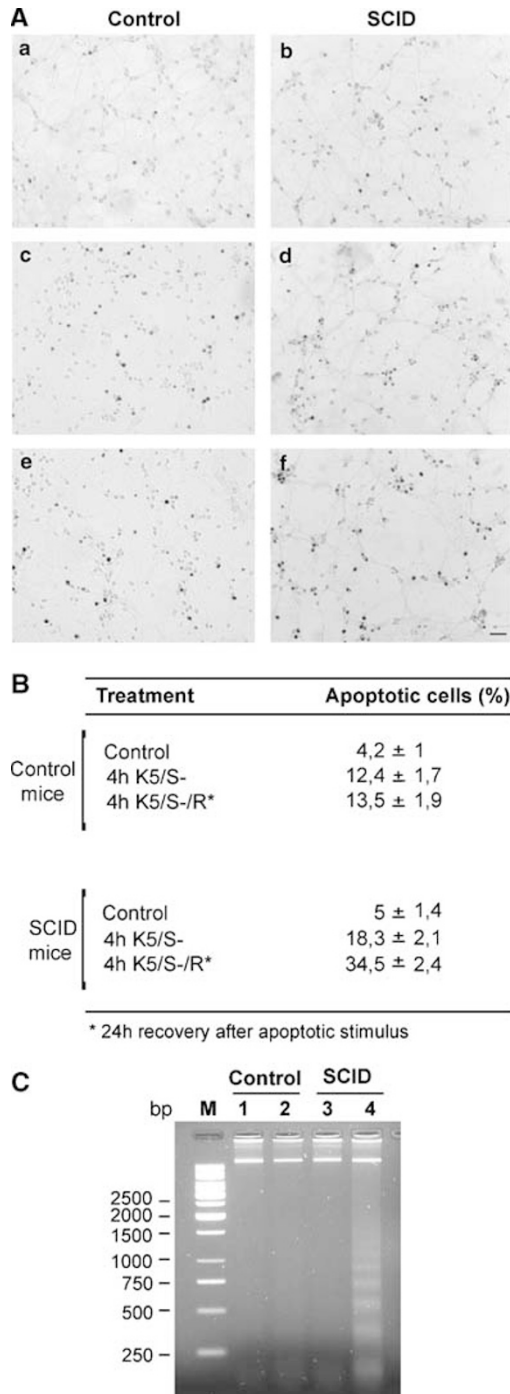 A Control SCID
a b
c d
e f
B
Treatment Apoptotic cells (%)
Control mice
Control 4,2 ± 1
4h K5/S- 12,4 ± 1,7
4h K5/S-/R* 13,5 ± 1,9
SCID mice
Control 5 ± 1,4
4h K5/S- 18,3 ± 2,1
4h K5/S-/R* 34,5 ± 2,4
* 24h recovery after apoptotic stimulus
C
Control SCID
bp M 1 2 3 4
2500
2000
1500
1000
750
500
250